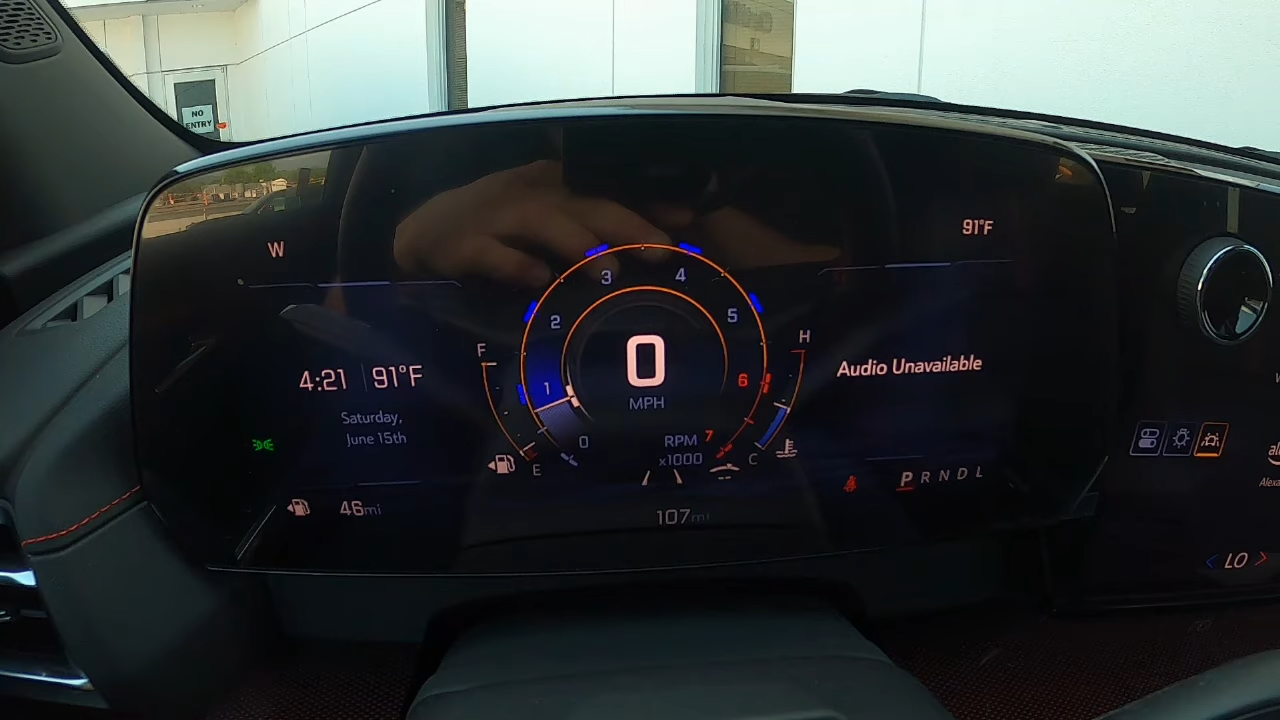 NO
ENTRY
W
91°F
3
4
2
5
F
H
4:21
91°F
0
Audio Unavailable
1
6
MPH
Saturday,
June 15th
0
RPM 7
x1000
E
C
P R N D L
46mi
107mi
LO